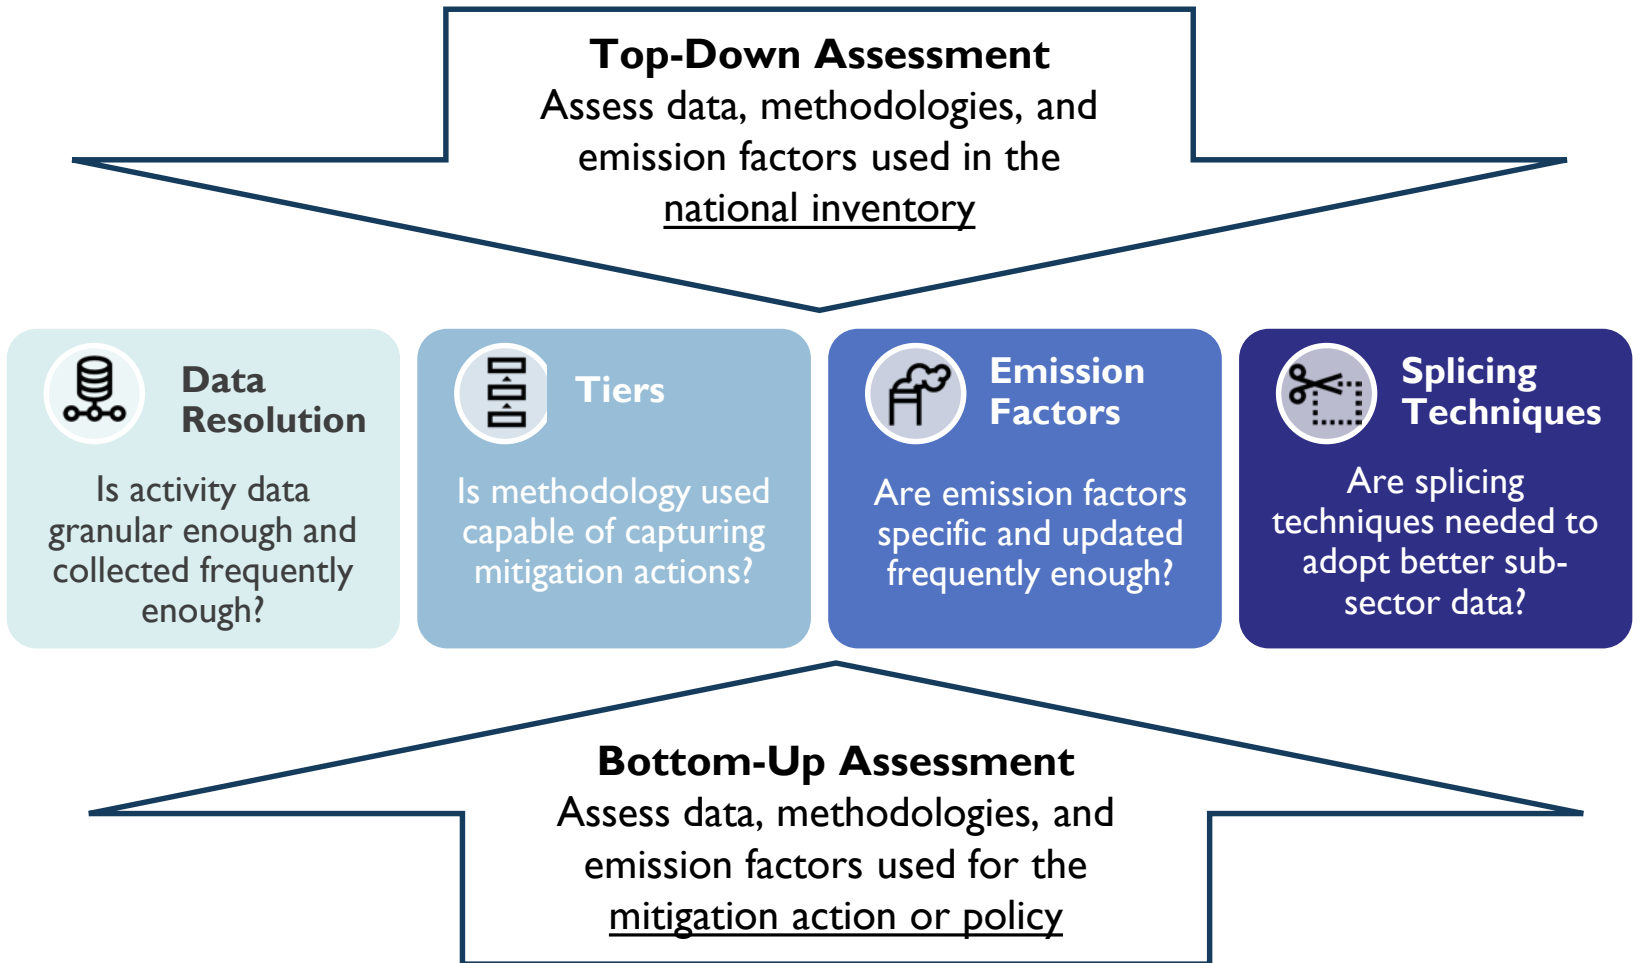 Top-Down Assessment
Assess data, methodologies, and
emission factors used in the
national inventory
Data
Resolution
Is activity data
granular enough and
collected frequently
enough?
Tiers
Is methodology used
capable of capturing
mitigation actions?
Emission
Factors
Are emission factors
specific and updated
frequently enough?
Splicing
Techniques
Are splicing
techniques needed to
adopt better sub-
sector data?
Bottom-Up Assessment
Assess data, methodologies, and
emission factors used for the
mitigation action or policy